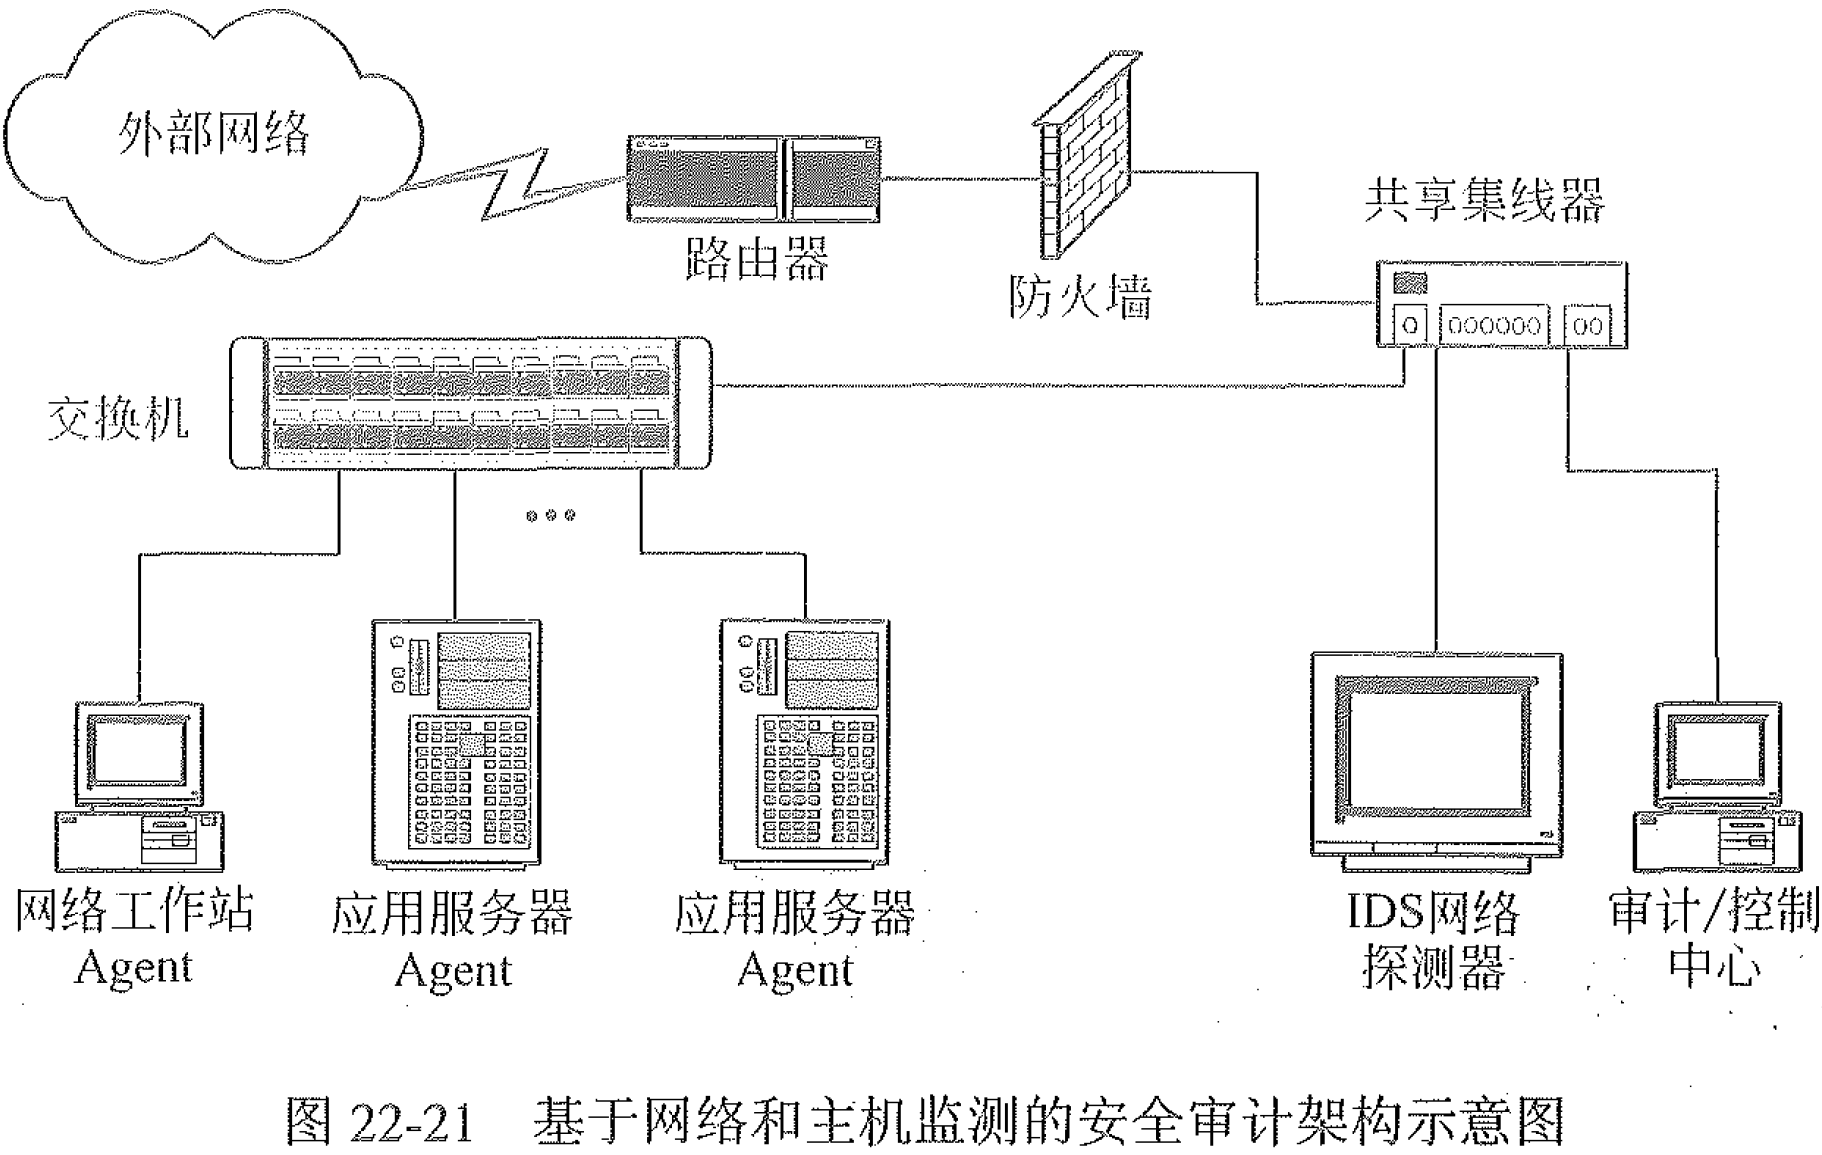 外部网络
路由器
防火墙
共享集线器
交换机
网络工作站
Agent
应用服务器
Agent
应用服务器
Agent
IDS网络
探测器
审计/控制
中心
图 22-21 基于网络和主机监测的安全审计架构示意图